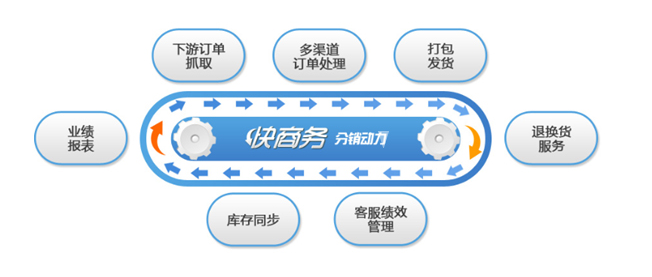 下游订单
抓取
多渠道
订单处理
打包
发货
业绩
报表
快商务 分销动力
退换货
服务
库存同步
客服绩效
管理